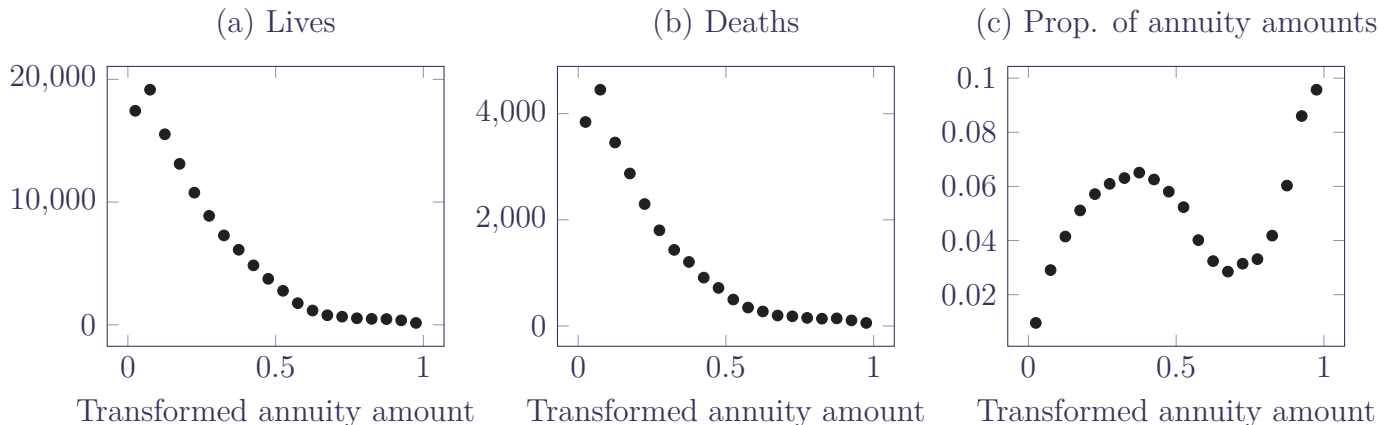 (a) Lives
20,000
10,000
0
0 0.5 1
Transformed annuity amount
(b) Deaths
4,000
2,000
0
0 0.5 1
Transformed annuity amount
(c) Prop. of annuity amounts
0.1
0.08
0.06
0.04
0.02
0 0.5 1
Transformed annuity amount